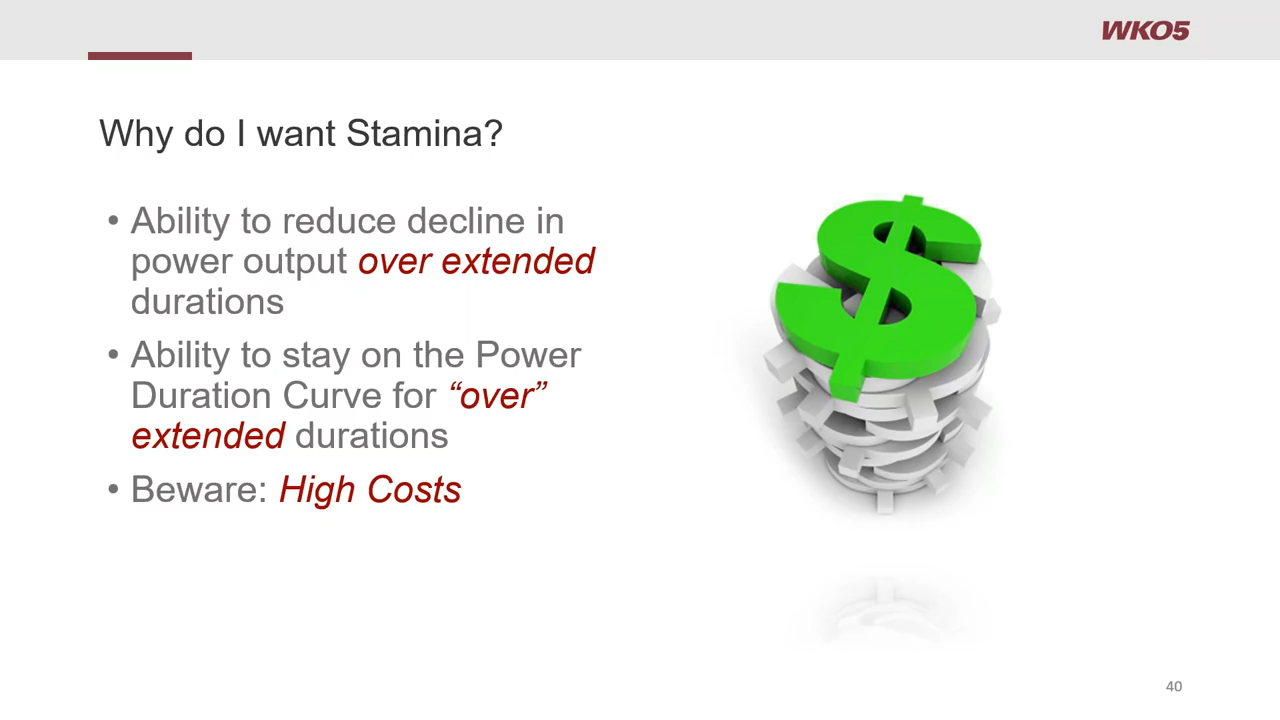 WKO5
Why do I want Stamina?
• Ability to reduce decline in
power output over extended
durations
• Ability to stay on the Power
Duration Curve for “over”
extended durations
• Beware: High Costs
40